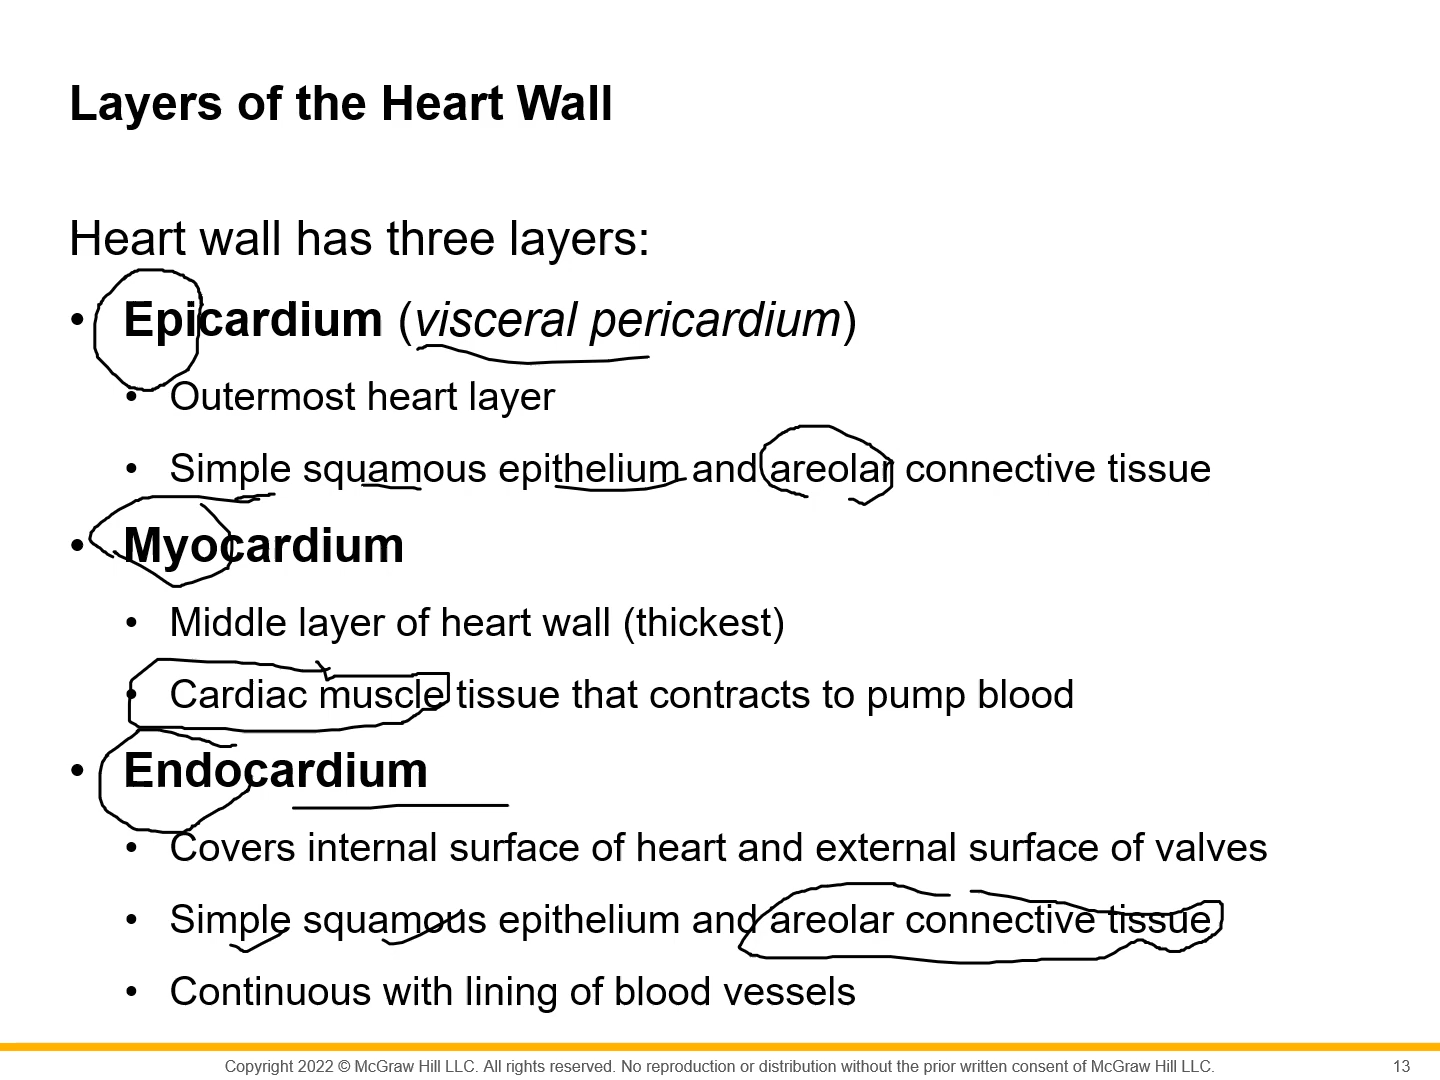 Layers of the Heart Wall
Heart wall has three layers:
• Epicardium (visceral pericardium)
• Outermost heart layer
• Simple squamous epithelium and areolar connective tissue
• Myocardium
• Middle layer of heart wall (thickest)
• Cardiac muscle tissue that contracts to pump blood
• Endocardium
• Covers internal surface of heart and external surface of valves
• Simple squamous epithelium and areolar connective tissue
• Continuous with lining of blood vessels
Copyright 2022 © McGraw Hill LLC. All rights reserved. No reproduction or distribution without the prior written consent of McGraw Hill LLC. 13